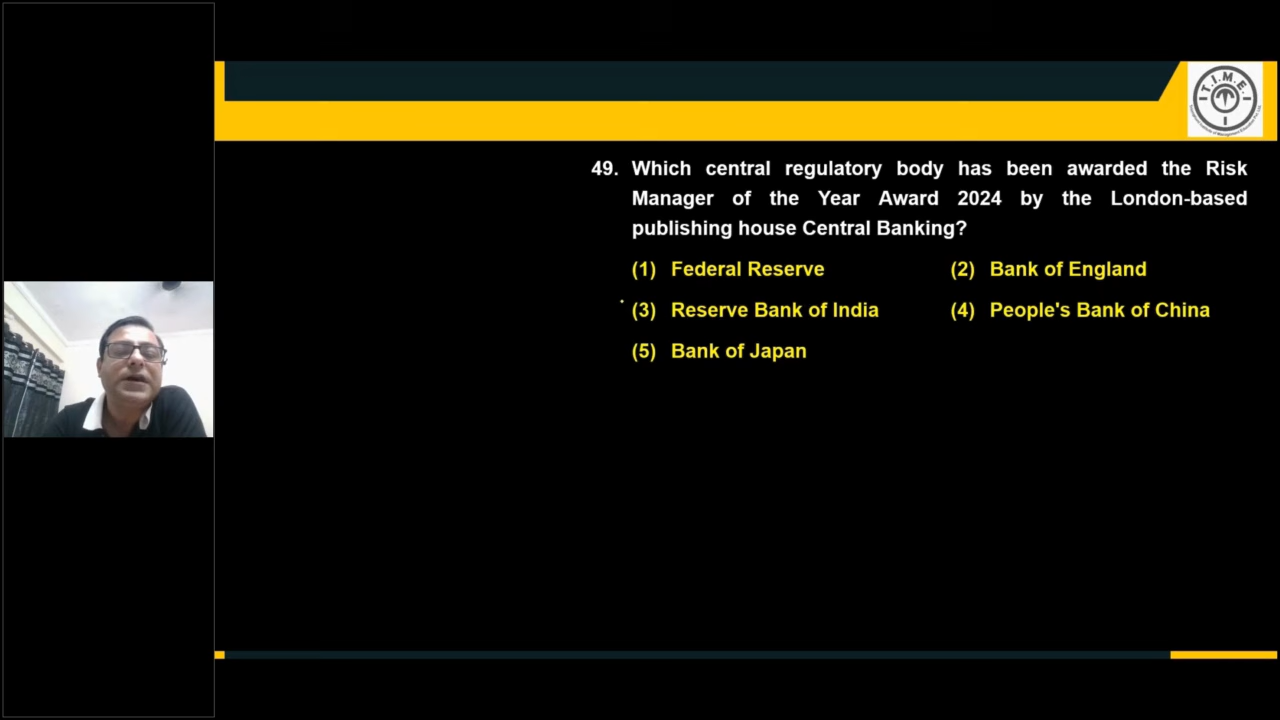 T.I.M.E.
49. Which central regulatory body has been awarded the Risk
Manager of the Year Award 2024 by the London-based
publishing house Central Banking?
(1) Federal Reserve (2) Bank of England
(3) Reserve Bank of India (4) People's Bank of China
(5) Bank of Japan